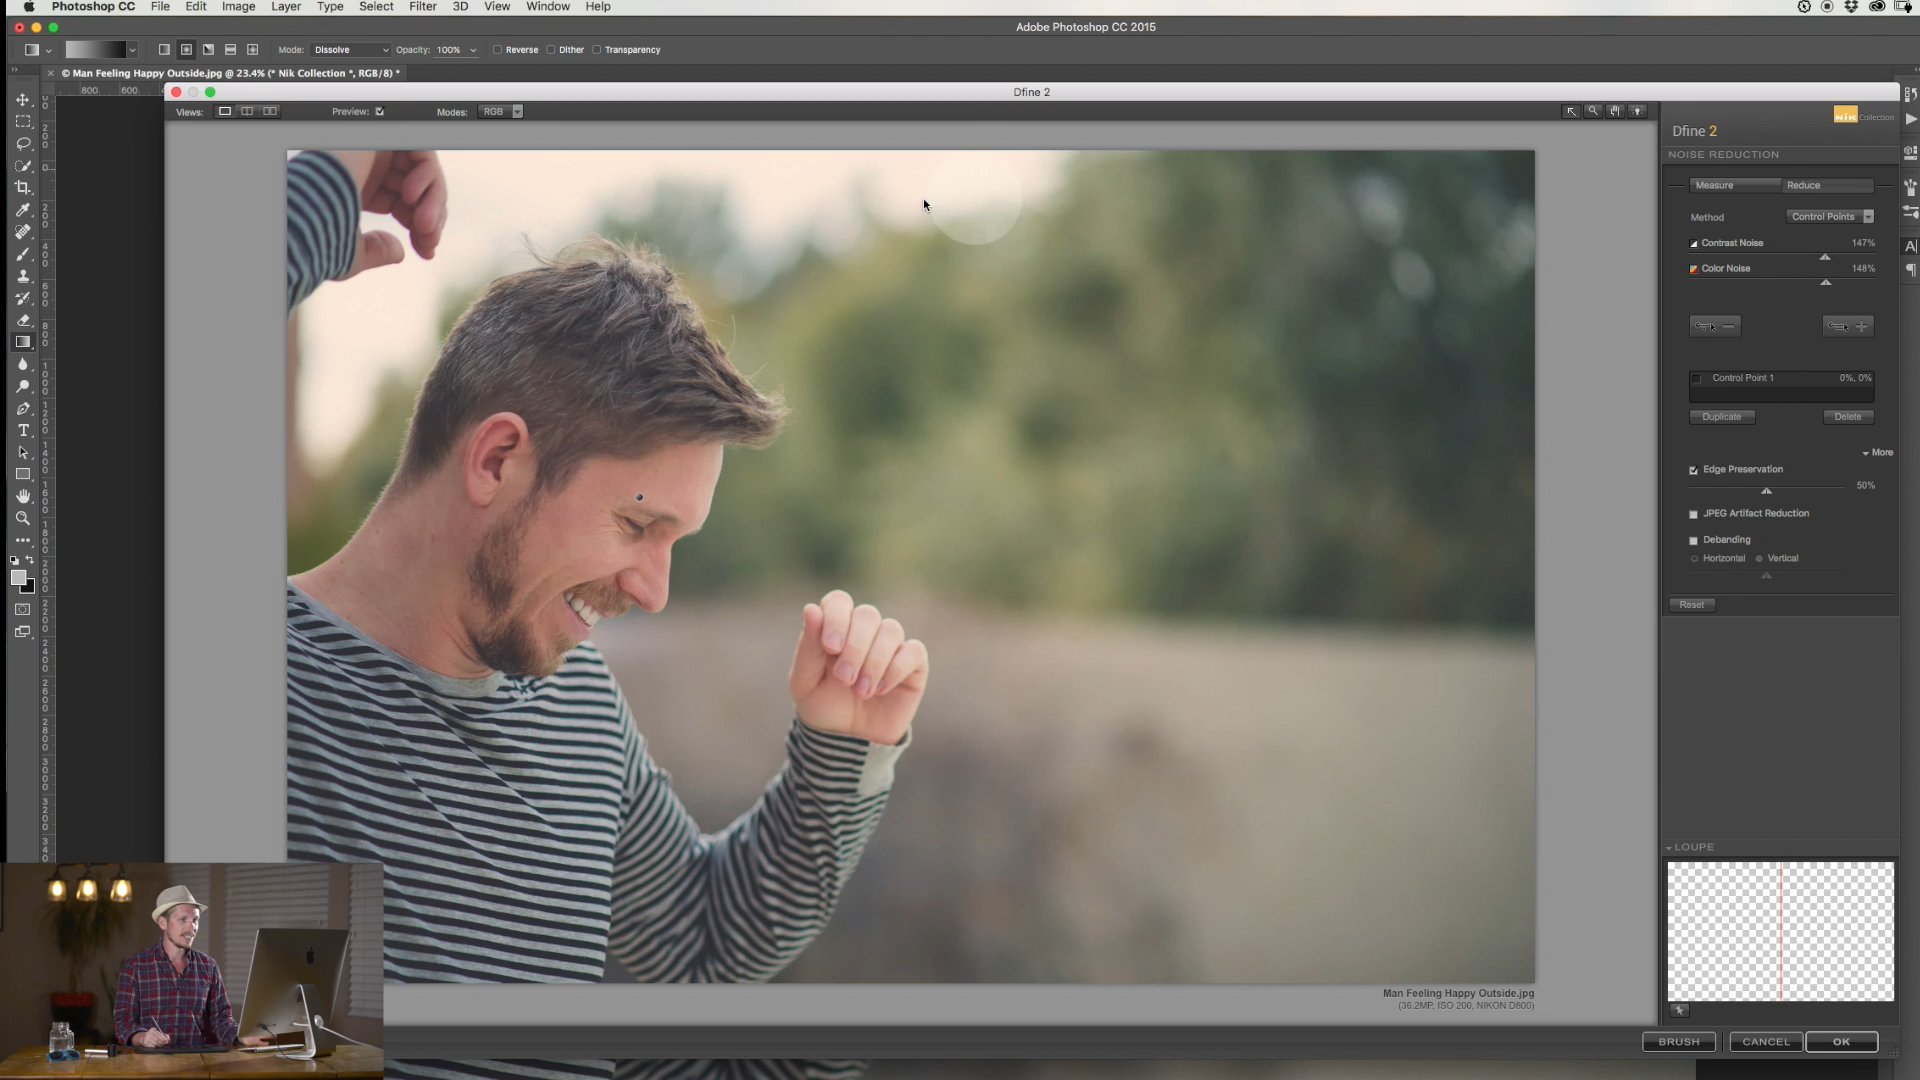 Photoshop CC File Edit Image Layer Type Select Filter 3D View Window Help
Adobe Photoshop CC 2015
Mode: Dissolve Opacity: 100% Reverse Dither Transparency
© Man Feeling Happy Outside.jpg @ 23.4% (* Nik Collection *, RGB/8) *
800 600
Dfine 2
Views: Preview: Modes: RGB
Nik Collection
Dfine 2
NOISE REDUCTION
Measure Reduce
Method Control Points
Contrast Noise 147%
Color Noise 148%
Control Point 1 0%, 0%
Duplicate Delete
More
Edge Preservation
50%
JPEG Artifact Reduction
Debanding
Horizontal Vertical
Reset
LOUPE
Man Feeling Happy Outside.jpg
(36.2MP, ISO 200, NIKON D800)
BRUSH CANCEL OK